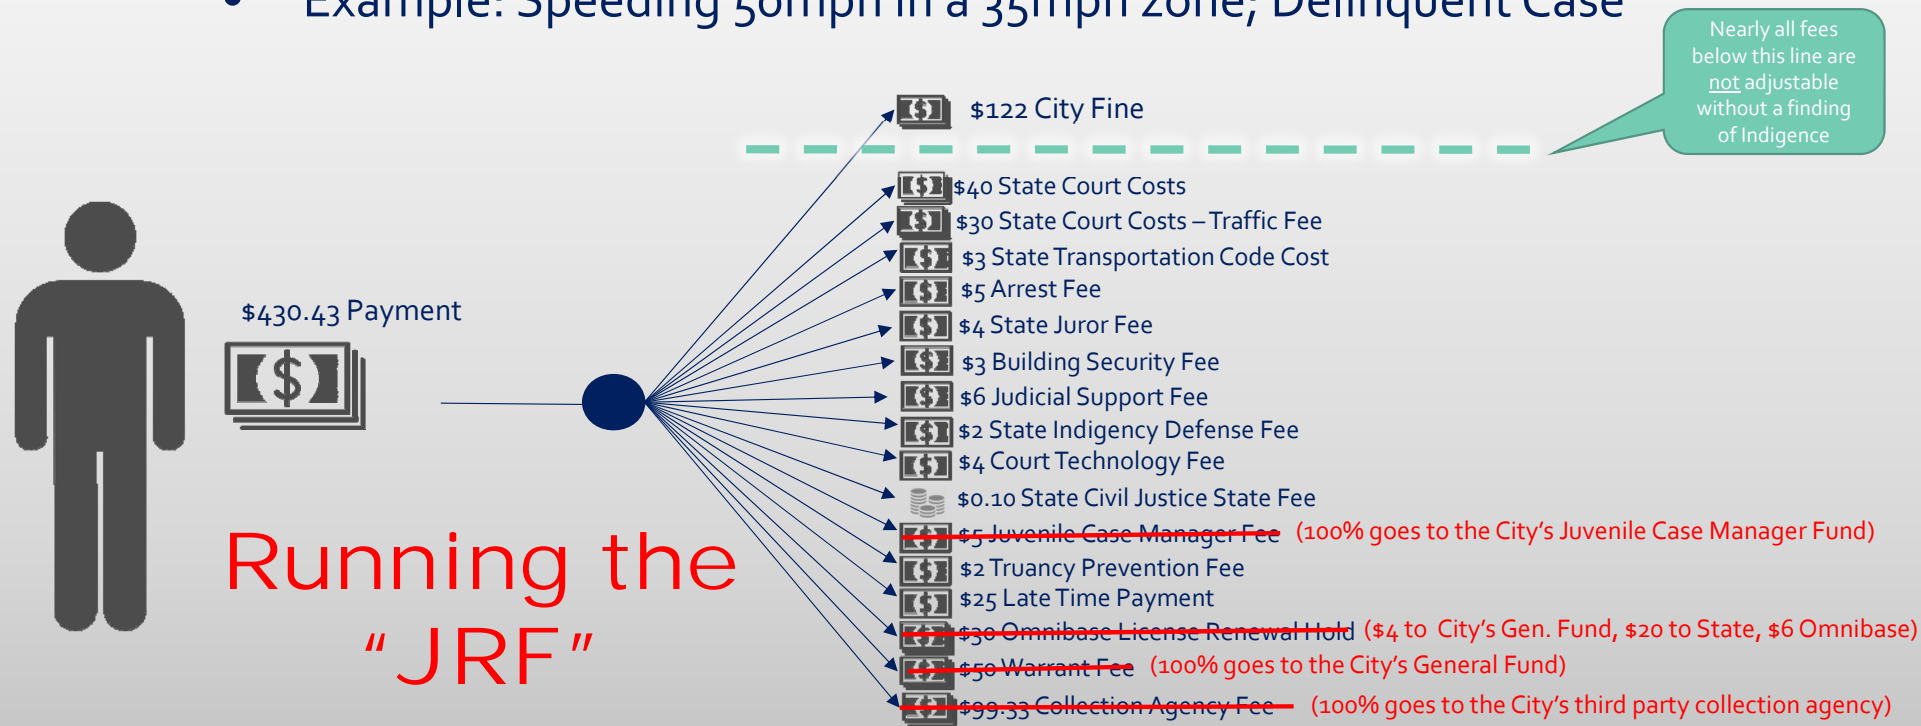 • Example: Speeding 50mph in a 35mph zone; Delinquent Case
Nearly all fees
below this line are
not adjustable
without a finding
of Indigence
$122 City Fine
$40 State Court Costs
$30 State Court Costs – Traffic Fee
$3 State Transportation Code Cost
$5 Arrest Fee
$430.43 Payment
$4 State Juror Fee
$3 Building Security Fee
$6 Judicial Support Fee
$2 State Indigency Defense Fee
$4 Court Technology Fee
$0.10 State Civil Justice State Fee
$5 Juvenile Case Manager Fee (100% goes to the City's Juvenile Case Manager Fund)
$2 Truancy Prevention Fee
$25 Late Time Payment
$30 Omnibase License Renewal Hold ($4 to City's Gen. Fund, $20 to State, $6 Omnibase)
$50 Warrant Fee (100% goes to the City's General Fund)
$99.33 Collection Agency Fee (100% goes to the City's third party collection agency)
Running the
“JRF”